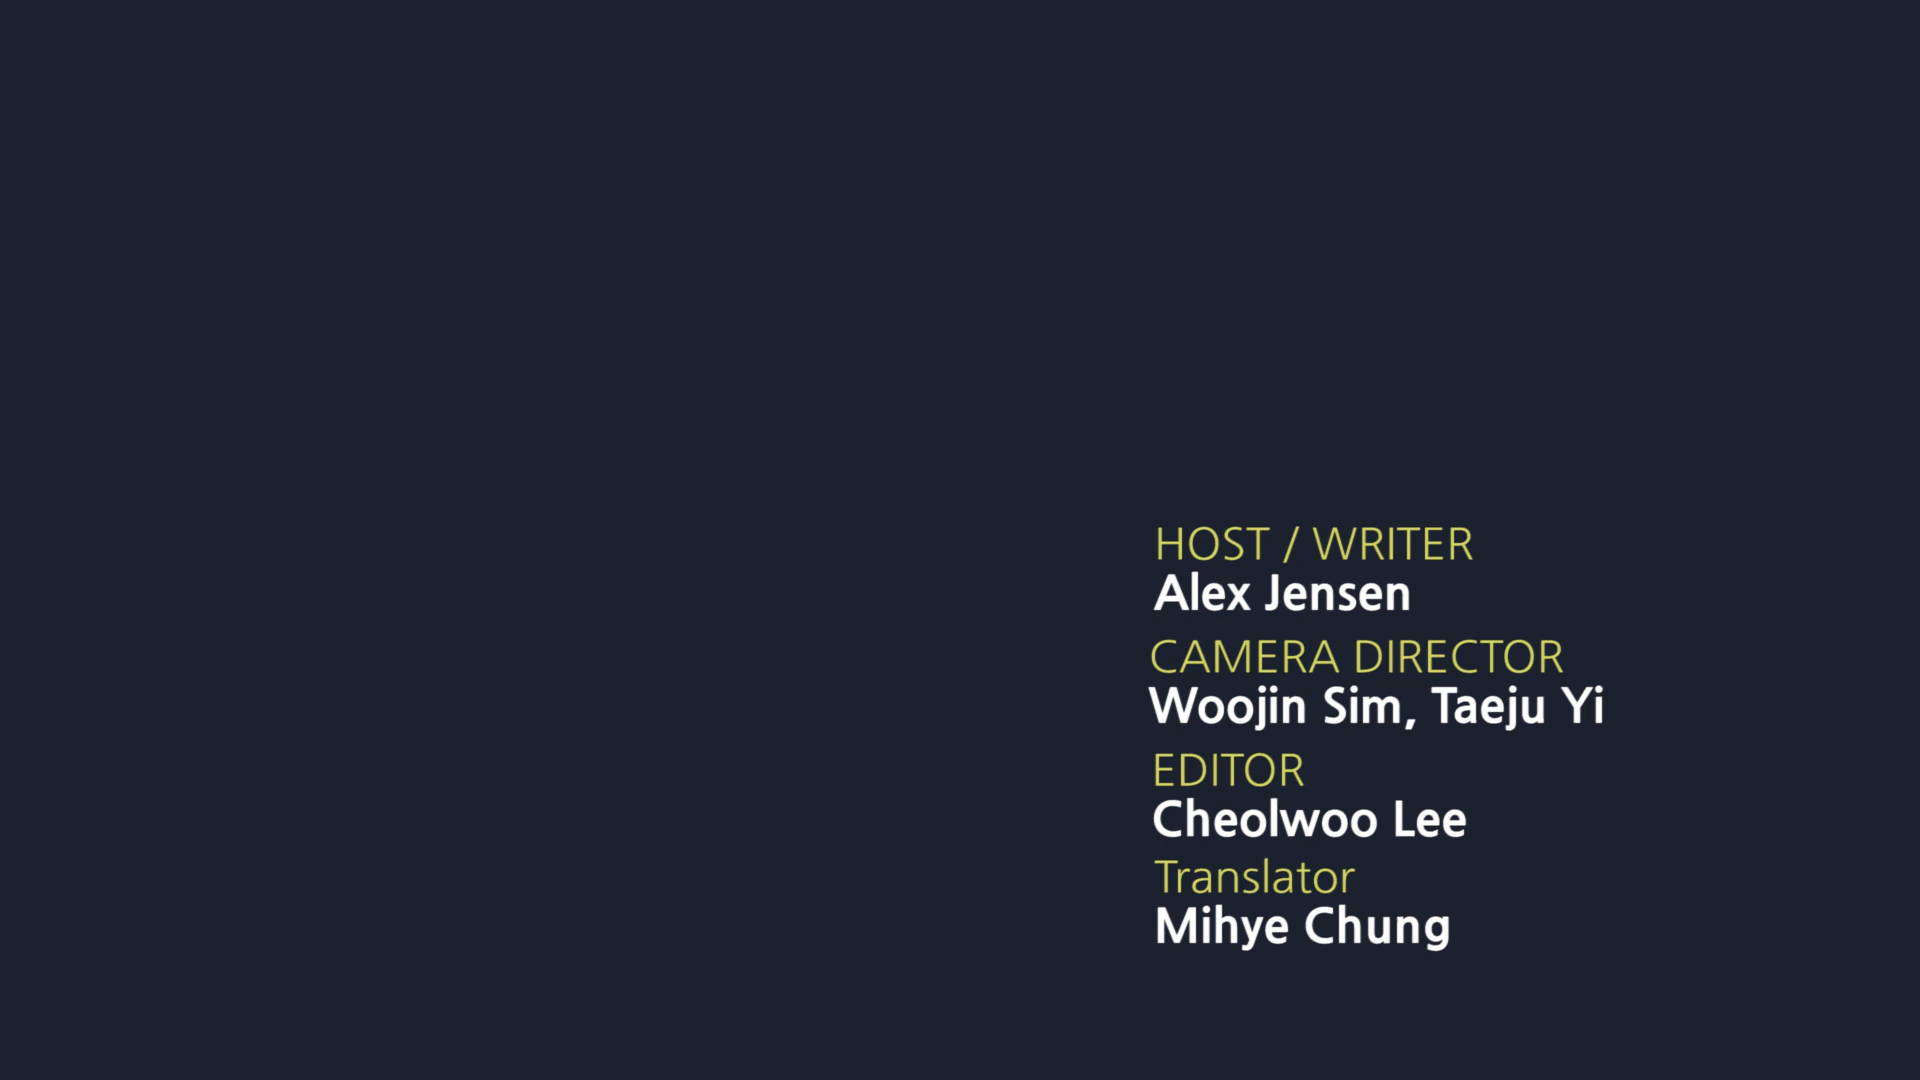 HOST / WRITER
Alex Jensen
CAMERA DIRECTOR
Woojin Sim, Taeju Yi
EDITOR
Cheolwoo Lee
Translator
Mihye Chung